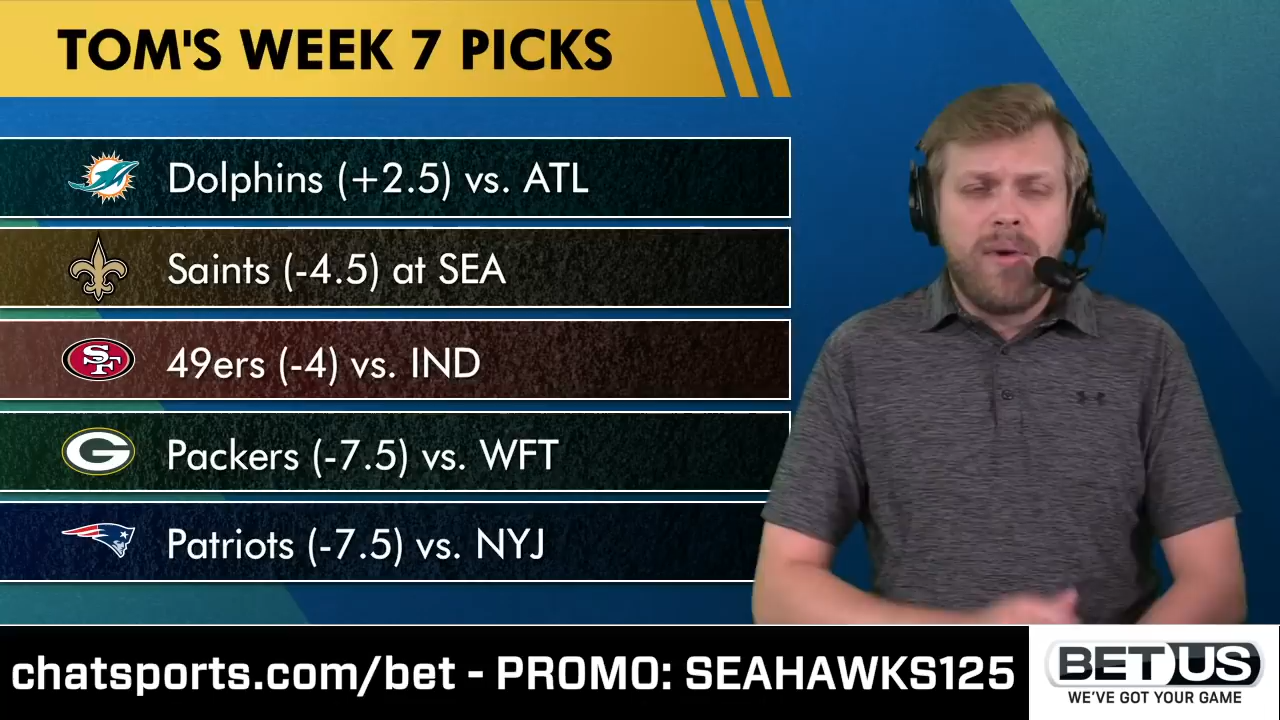 TOM'S WEEK 7 PICKS
Dolphins (+2.5) vs. ATL
Saints (-4.5) at SEA
SF
49ers (-4) vs. IND
G
Packers (-7.5) vs. WFT
Patriots (-7.5) vs. NYJ
chatsports.com/bet - PROMO: SEAHAWKS125
BETUS
WE'VE GOT YOUR GAME